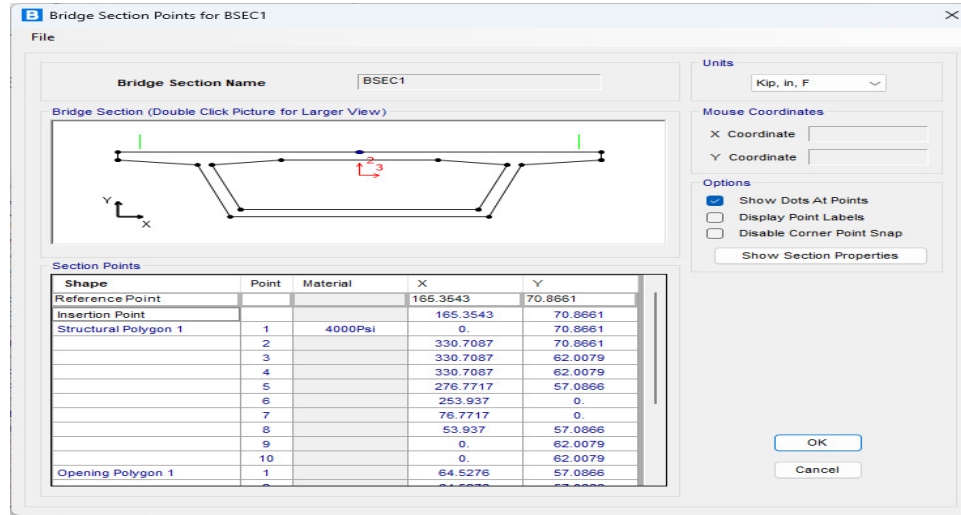 B Bridge Section Points for BSEC1
File
Bridge Section Name BSEC1
Units
Kip, in, F
Bridge Section (Double Click Picture for Larger View)
2
3
Y
X
Mouse Coordinates
X Coordinate
Y Coordinate
Options
Show Dots At Points
Display Point Labels
Disable Corner Point Snap
Show Section Properties
Section Points
Shape Point Material X Y
Reference Point 165.3543 70.8661
Insertion Point 165.3543 70.8661
Structural Polygon 1 1 4000Psi 0. 70.8661
2 330.7087 70.8661
3 330.7087 62.0079
4 330.7087 62.0079
5 276.7717 57.0866
6 253.937 0.
7 76.7717 0.
8 53.937 57.0866
9 0. 62.0079
10 0. 62.0079
Opening Polygon 1 1 64.5276 57.0866
OK
Cancel